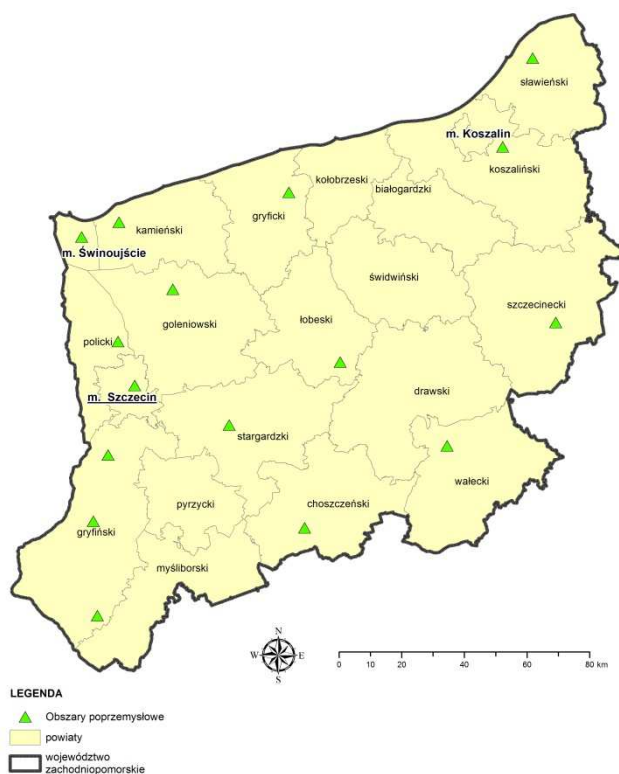 sławieński
m. Koszalin
koszaliński
kołobrzeski
białogardzki
gryficki
kamieński
m. Świnoujście
świdwiński
szczecinecki
goleniowski
łobeski
policki
drawski
m. Szczecin
stargardzki
wałecki
pyrzycki
choszczeński
gryfiński
myśliborski
N
W E
S
0 10 20 40 60 80 km
LEGENDA
Obszary poprzemysłowe
powiaty
województwo
zachodniopomorskie